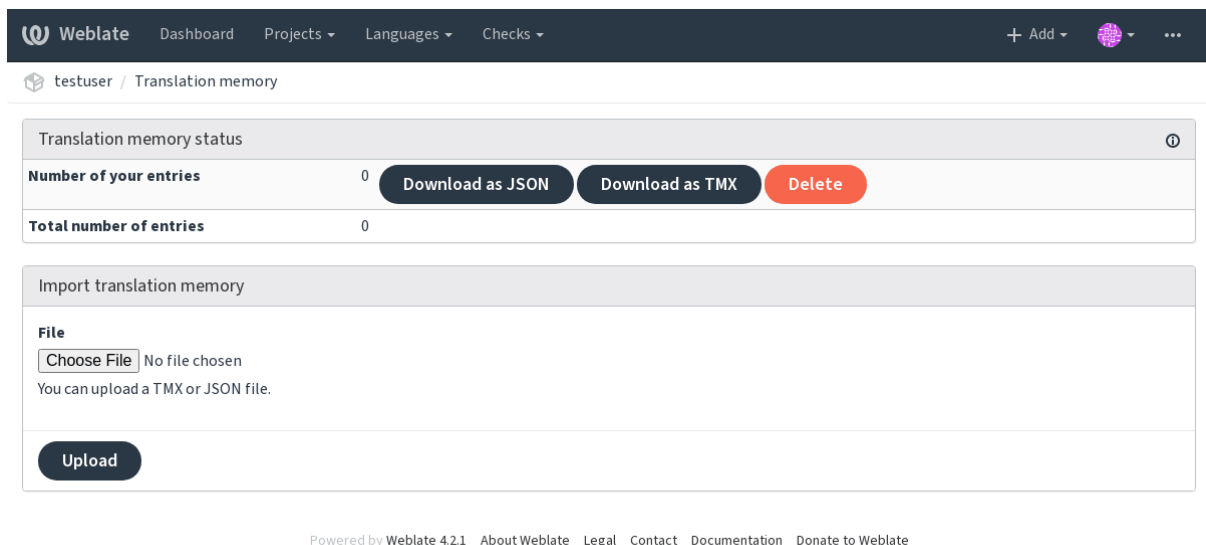 Weblate Dashboard Projects Languages Checks + Add
testuser / Translation memory
Translation memory status
Number of your entries 0 Download as JSON Download as TMX Delete
Total number of entries 0
Import translation memory
File
Choose File No file chosen
You can upload a TMX or JSON file.
Upload
Powered by Weblate 4.2.1 About Weblate Legal Contact Documentation Donate to Weblate